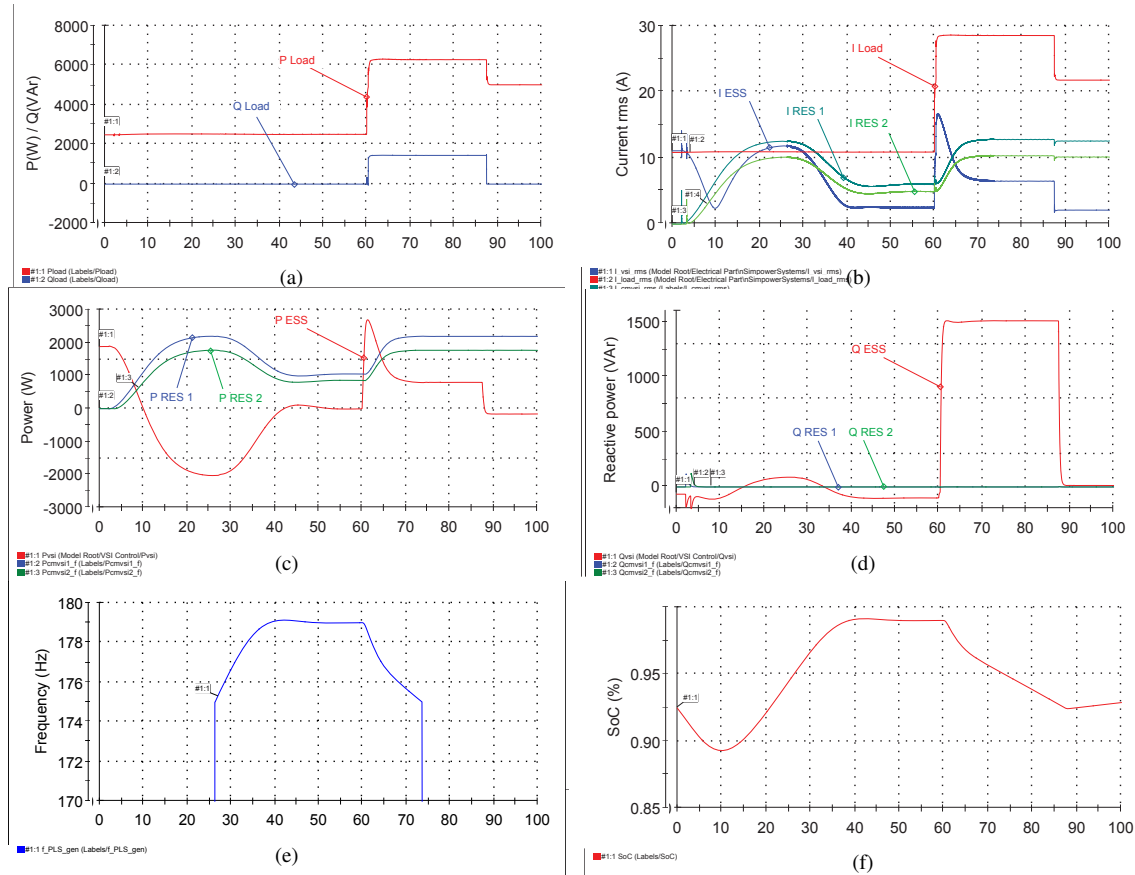 8000
6000
4000
2000
0
-2000
P(W) / Q(VAr)
P Load
Q Load
#1:1
#1:2
0 10 20 30 40 50 60 70 80 90 100
#1:1 Pload (Labels/Pload)
#1:2 Qload (Labels/Qload)
(a)
30
20
10
0
Current rms (A)
I Load
I ESS
I RES 1
I RES 2
#1:1
#1:2
#1:4
#1:3
0 10 20 30 40 50 60 70 80 90 100
(b)
#1:1 I_vsi_rms (Model Root/Electrical Part\nSimpowerSystems/I_vsi_rms)
#1:2 I_load_rms (Model Root/Electrical Part\nSimpowerSystems/I_load_rms)
#1:3 I_cmvsi_rms (Labels/I_cmvsi_rms)
3000
2000
1000
0
-1000
-2000
-3000
Power (W)
P ESS
P RES 1
P RES 2
#1:1
#1:3
#1:2
0 10 20 30 40 50 60 70 80 90 100
#1:1 Pvsi (Model Root/VSI Control/Pvsi)
#1:2 Pcmvsi1_f (Labels/Pcmvsi1_f)
#1:3 Pcmvsi2_f (Labels/Pcmvsi2_f)
(c)
1500
1000
500
0
Reactive power (VAr)
Q ESS
Q RES 1
Q RES 2
#1:1
#1:2
#1:3
0 10 20 30 40 50 60 70 80 90 100
#1:1 Qvsi (Model Root/VSI Control/Qvsi)
#1:2 Qcmvsi1_f (Labels/Qcmvsi1_f)
#1:3 Qcmvsi2_f (Labels/Qcmvsi2_f)
(d)
180
178
176
174
172
170
Frequency (Hz)
#1:1
0 10 20 30 40 50 60 70 80 90 100
#1:1 f_PLS_gen (Labels/f_PLS_gen)
(e)
0.95
0.90
0.85
SoC (%)
#1:1
0 10 20 30 40 50 60 70 80 90 100
#1:1 SoC (Labels/SoC)
(f)